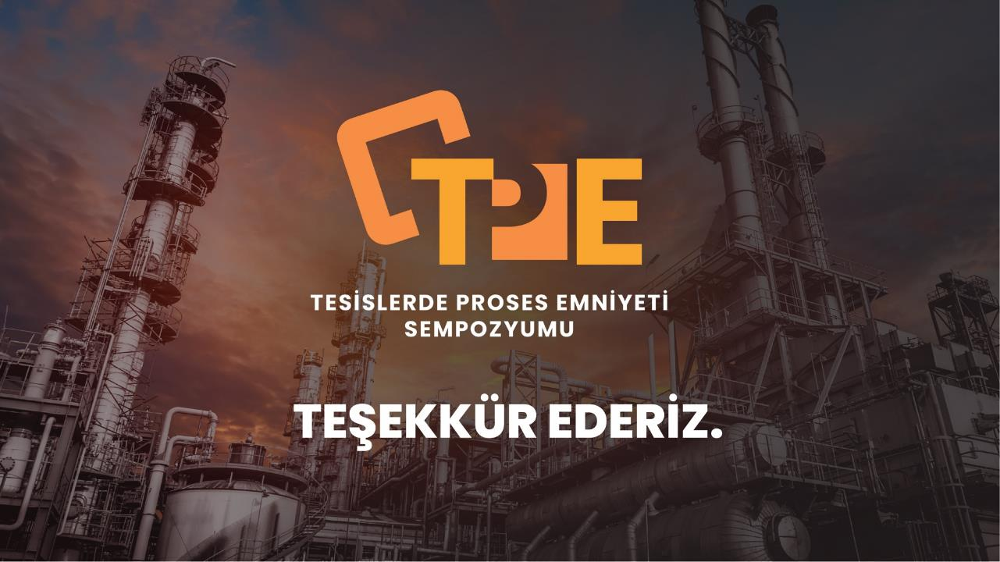 TPE
TESİSLERDE PROSES EMNİYETİ
SEMPOZYUMU
TEŞEKKÜR EDERİZ.